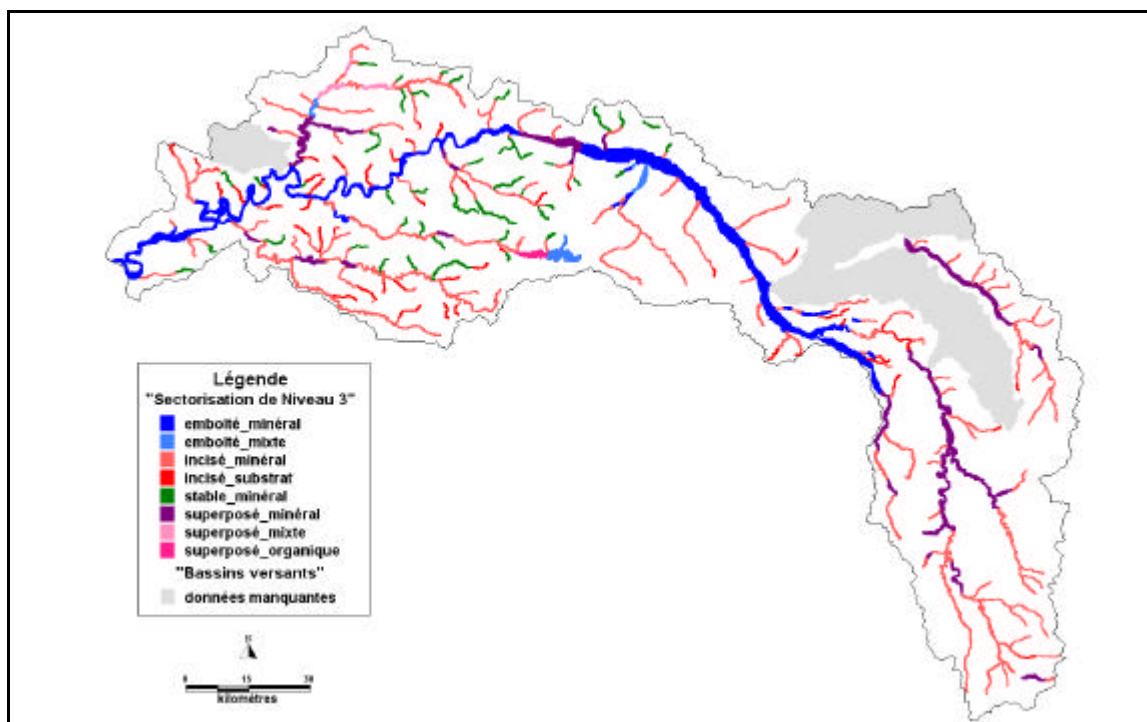 Légende
"Sectorisation de Niveau 3"
emboîté_minéral
emboîté_mixte
incisé_minéral
incisé_substrat
stable_minéral
superposé_minéral
superposé_mixte
superposé_organique
"Bassins versants"
données manquantes
N
0 15 30
kilomètres